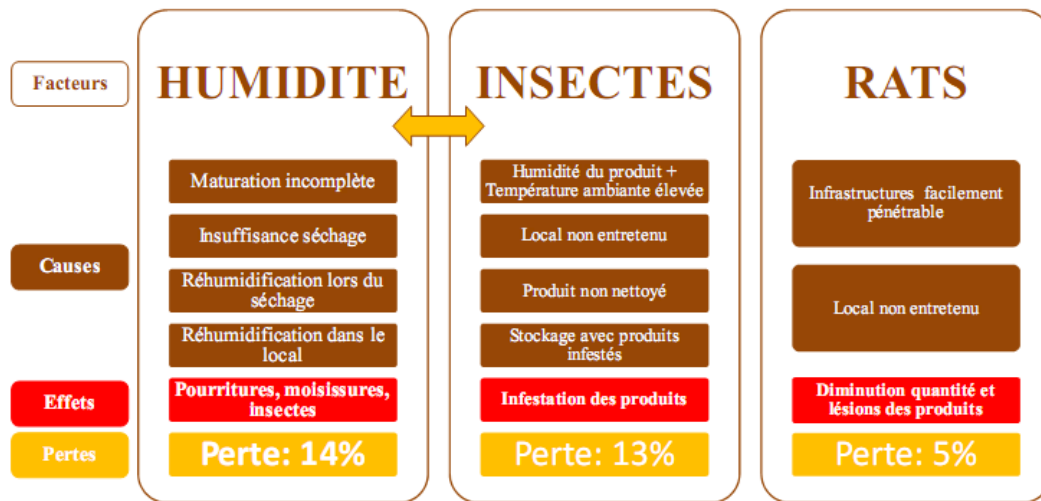 Facteurs
HUMIDITE
INSECTES
RATS
Causes
Maturation incomplète
Insuffisance séchage
Réhumidification lors du
séchage
Réhumidification dans le
local
Humidité du produit +
Température ambiante élevée
Local non entretenu
Produit non nettoyé
Stockage avec produits
infestés
Infrastructures facilement
pénétrable
Local non entretenu
Effets
Pourritures, moisissures,
insectes
Infestation des produits
Diminution quantité et
lésions des produits
Pertes
Perte: 14%
Perte: 13%
Perte: 5%